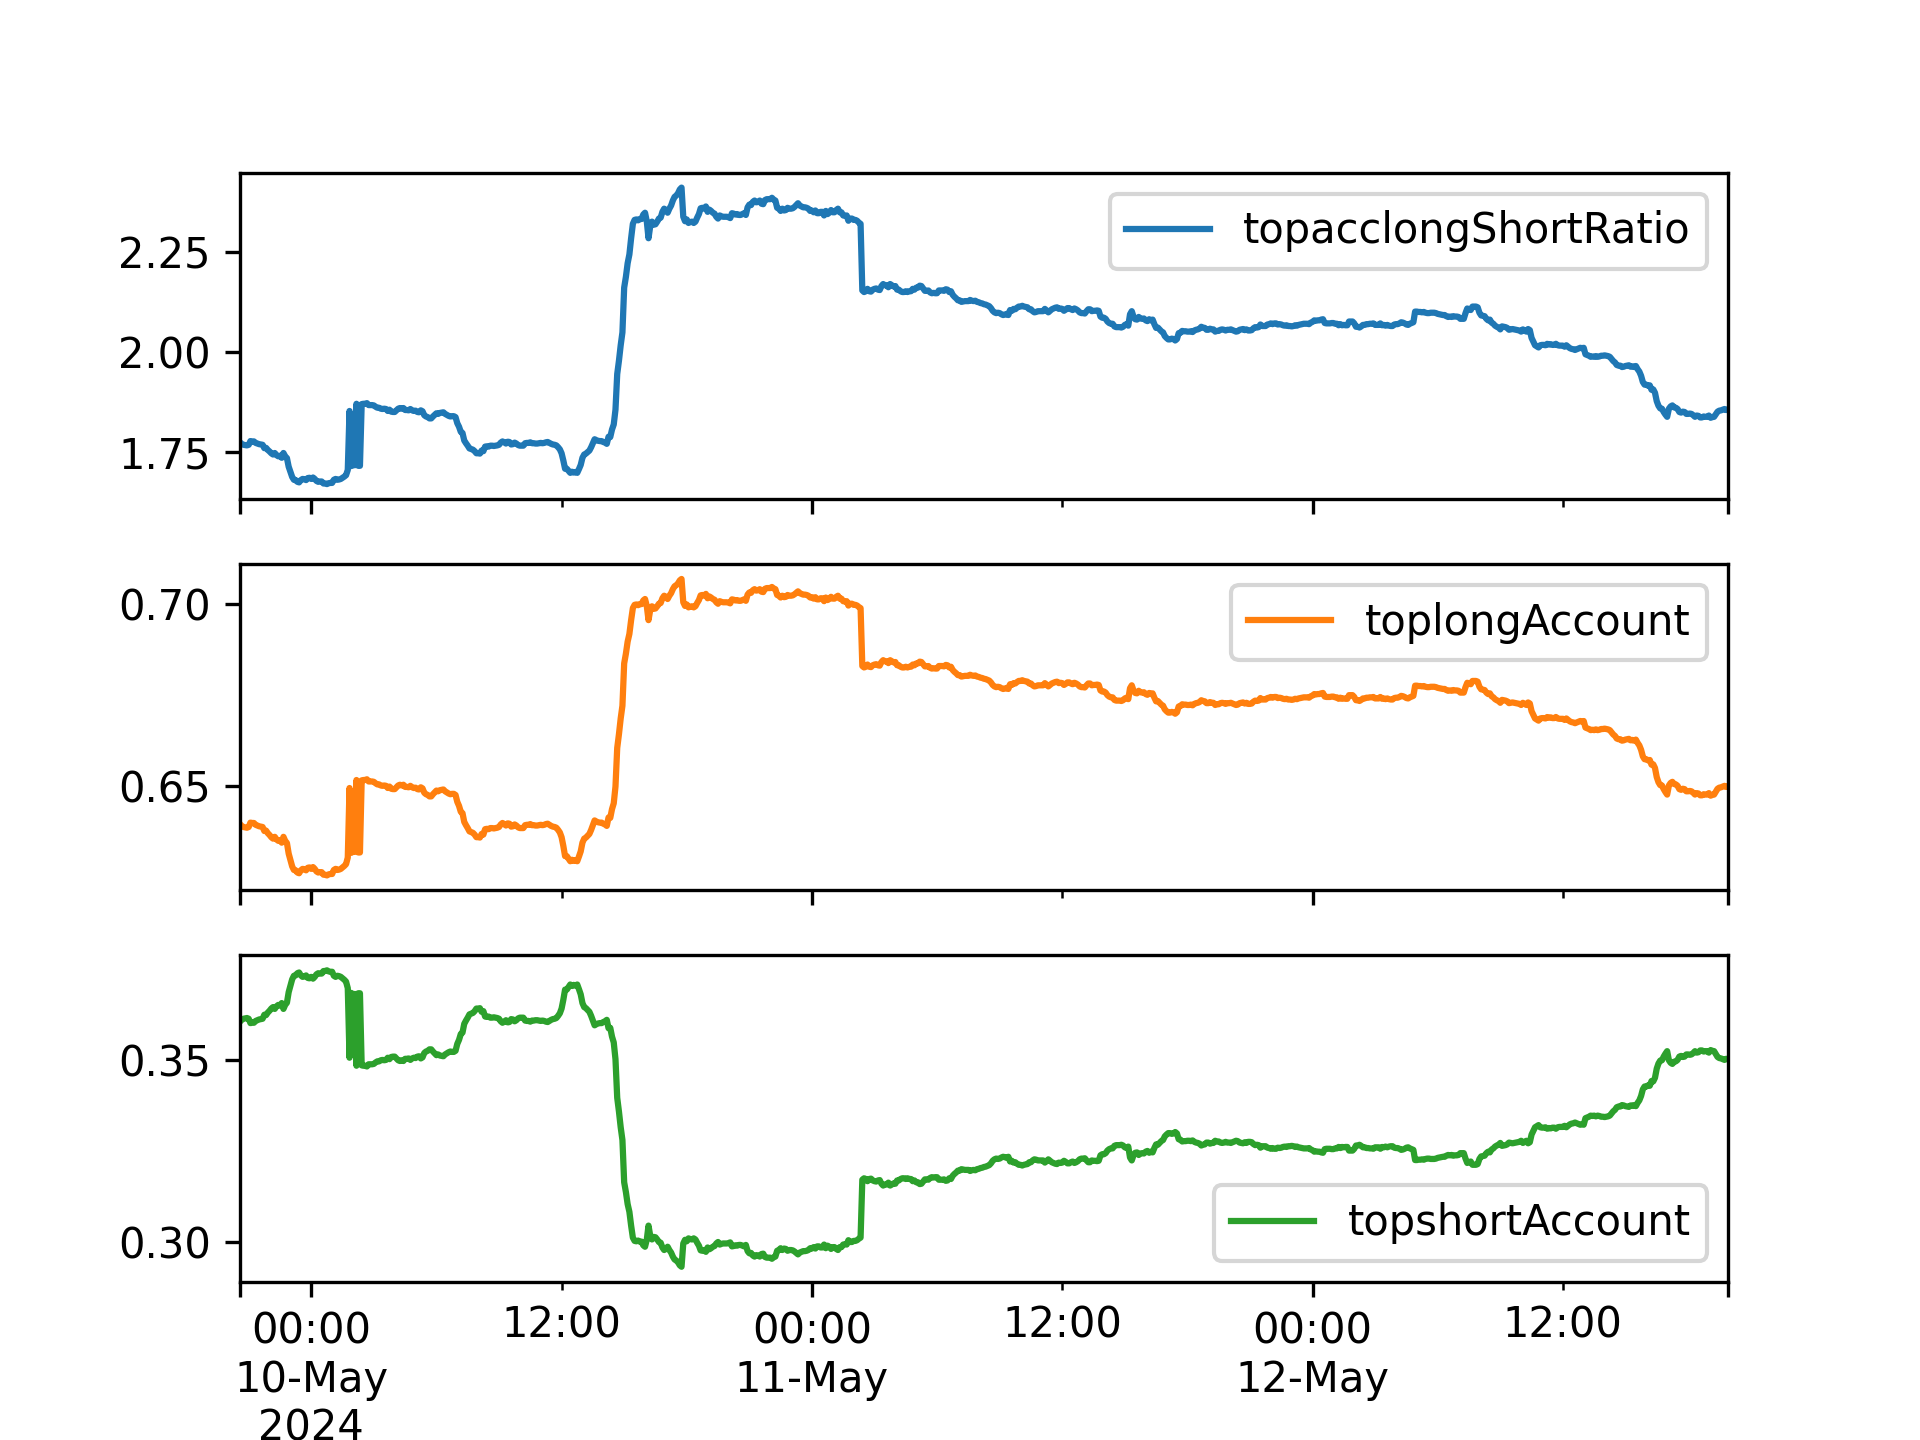 topacclongShortRatio
2.25
2.00
1.75
toplongAccount
0.70
0.65
topshortAccount
0.35
0.30
00:00 12:00 00:00 12:00 00:00 12:00
10-May 11-May 12-May
2024